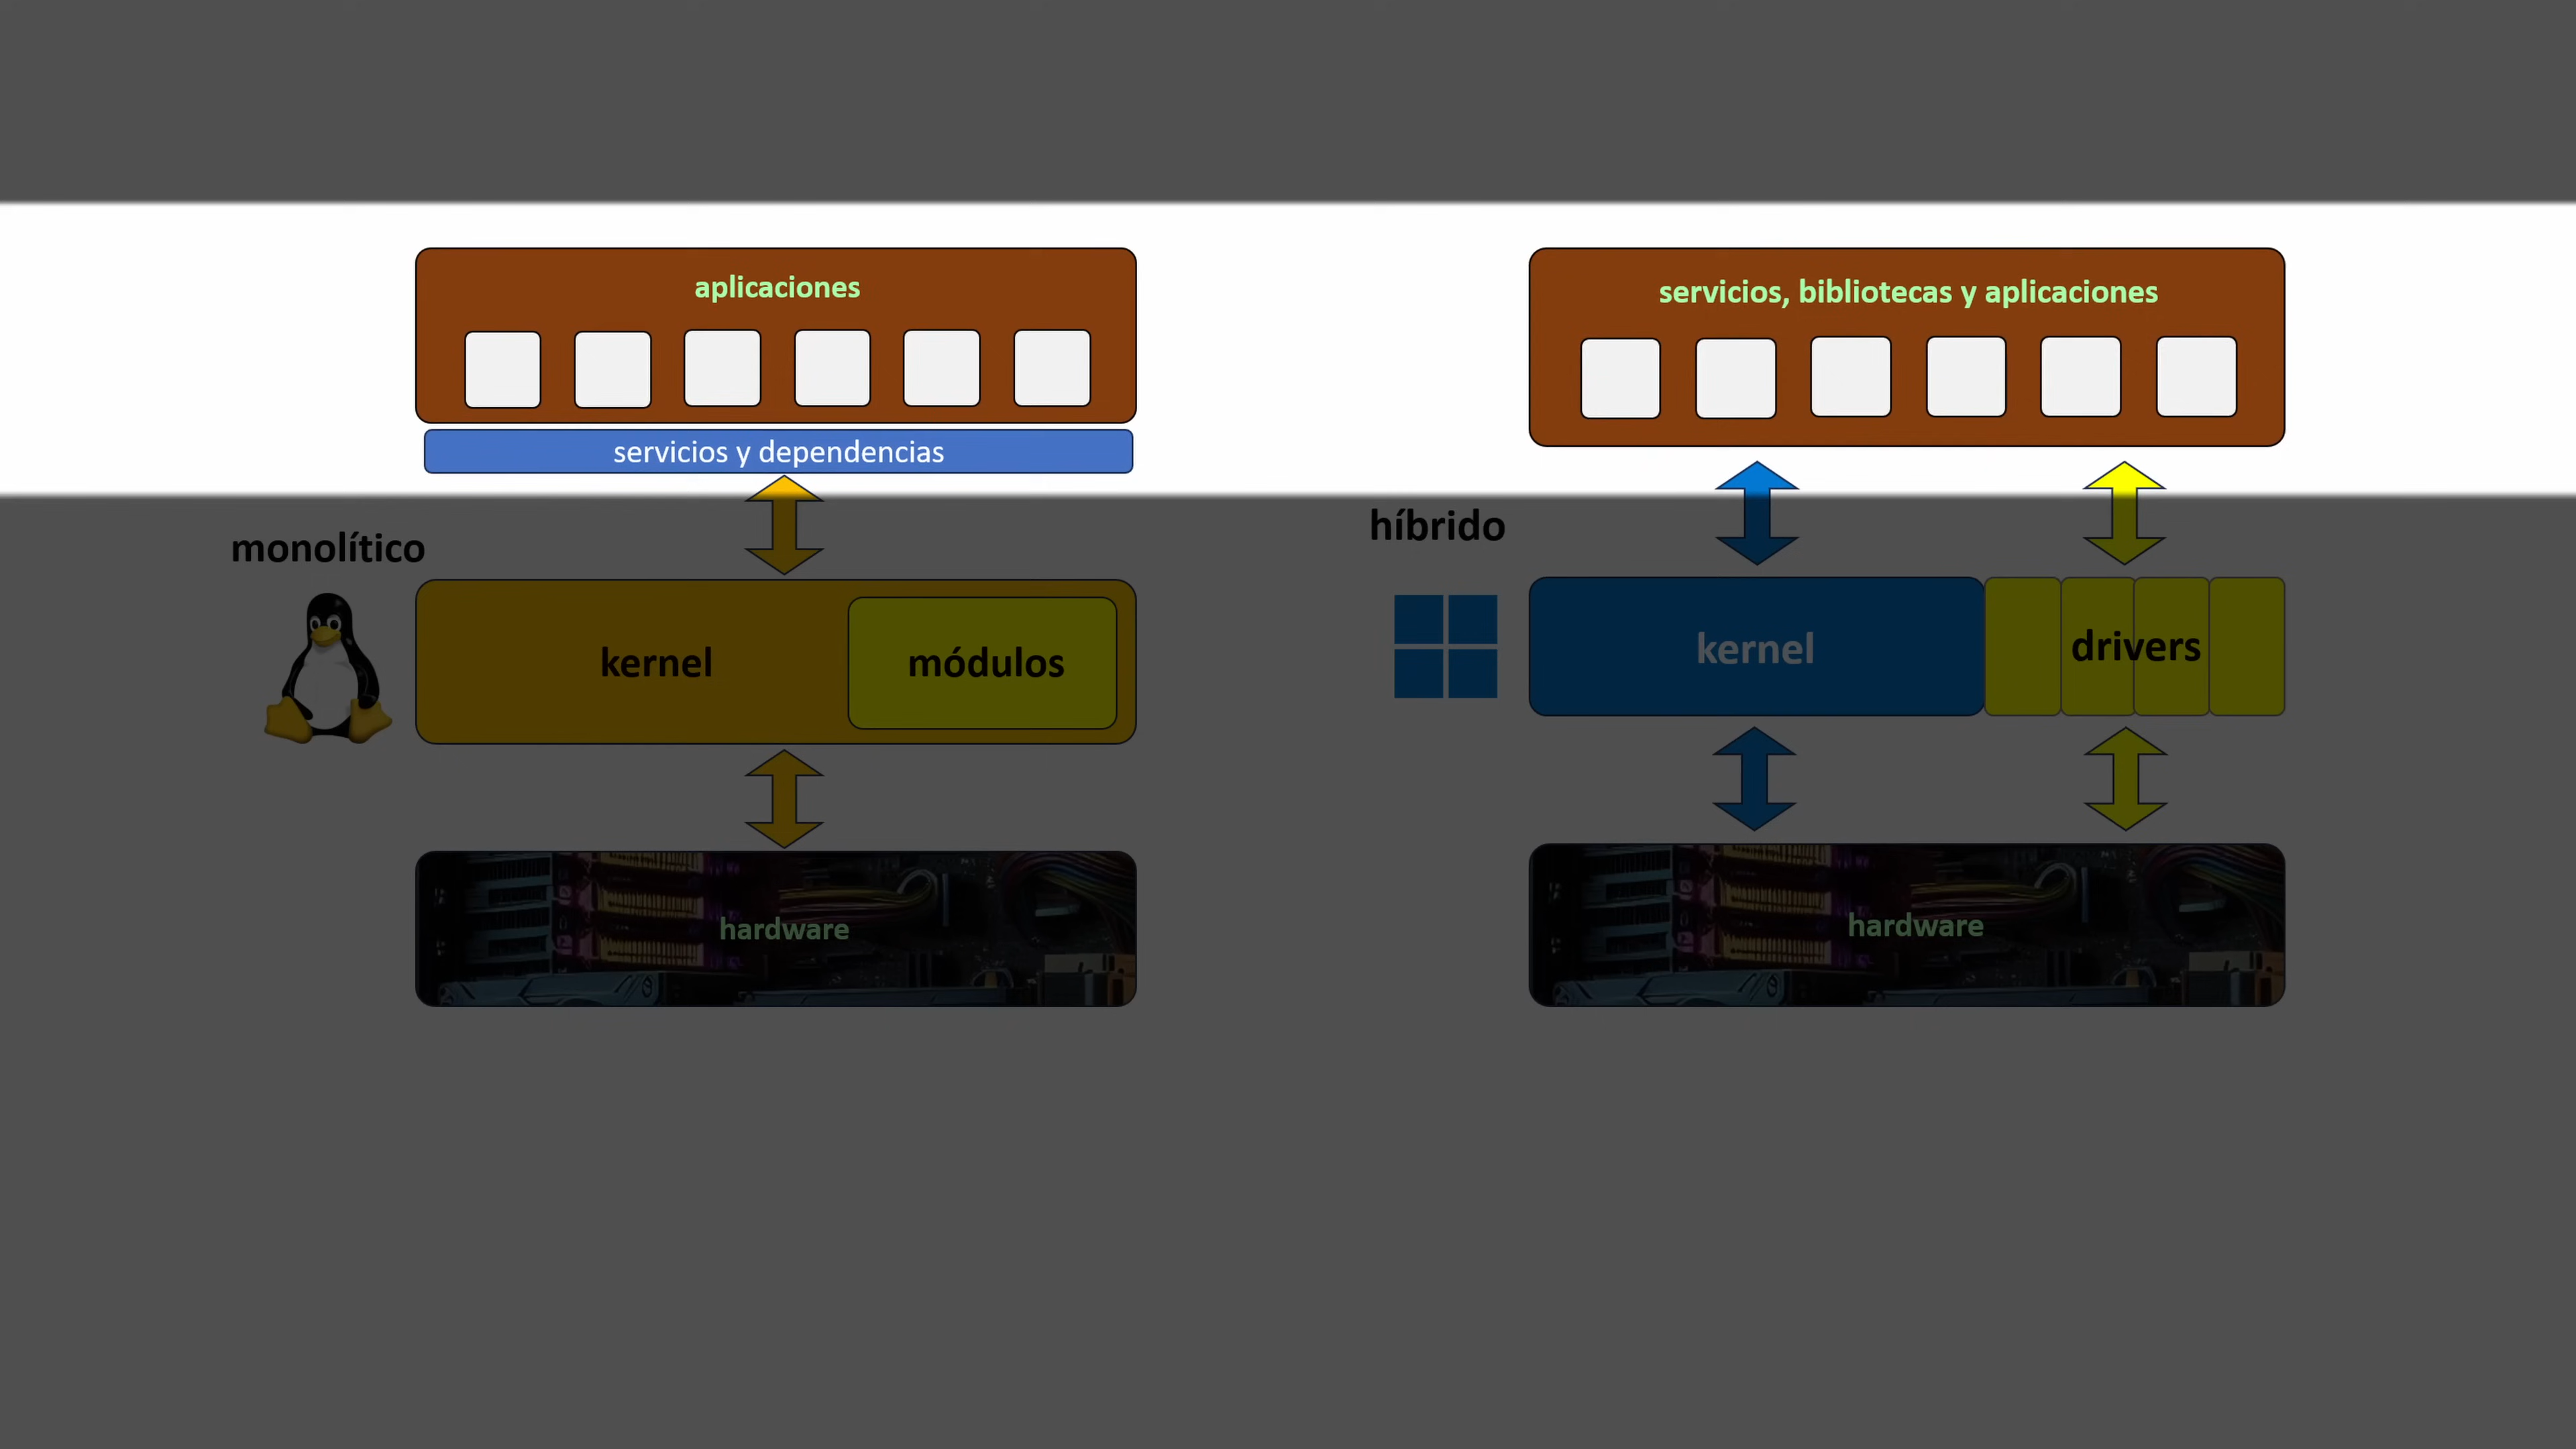 aplicaciones
servicios y dependencias
monolítico
kernel
módulos
hardware
servicios, bibliotecas y aplicaciones
híbrido
kernel
drivers
hardware